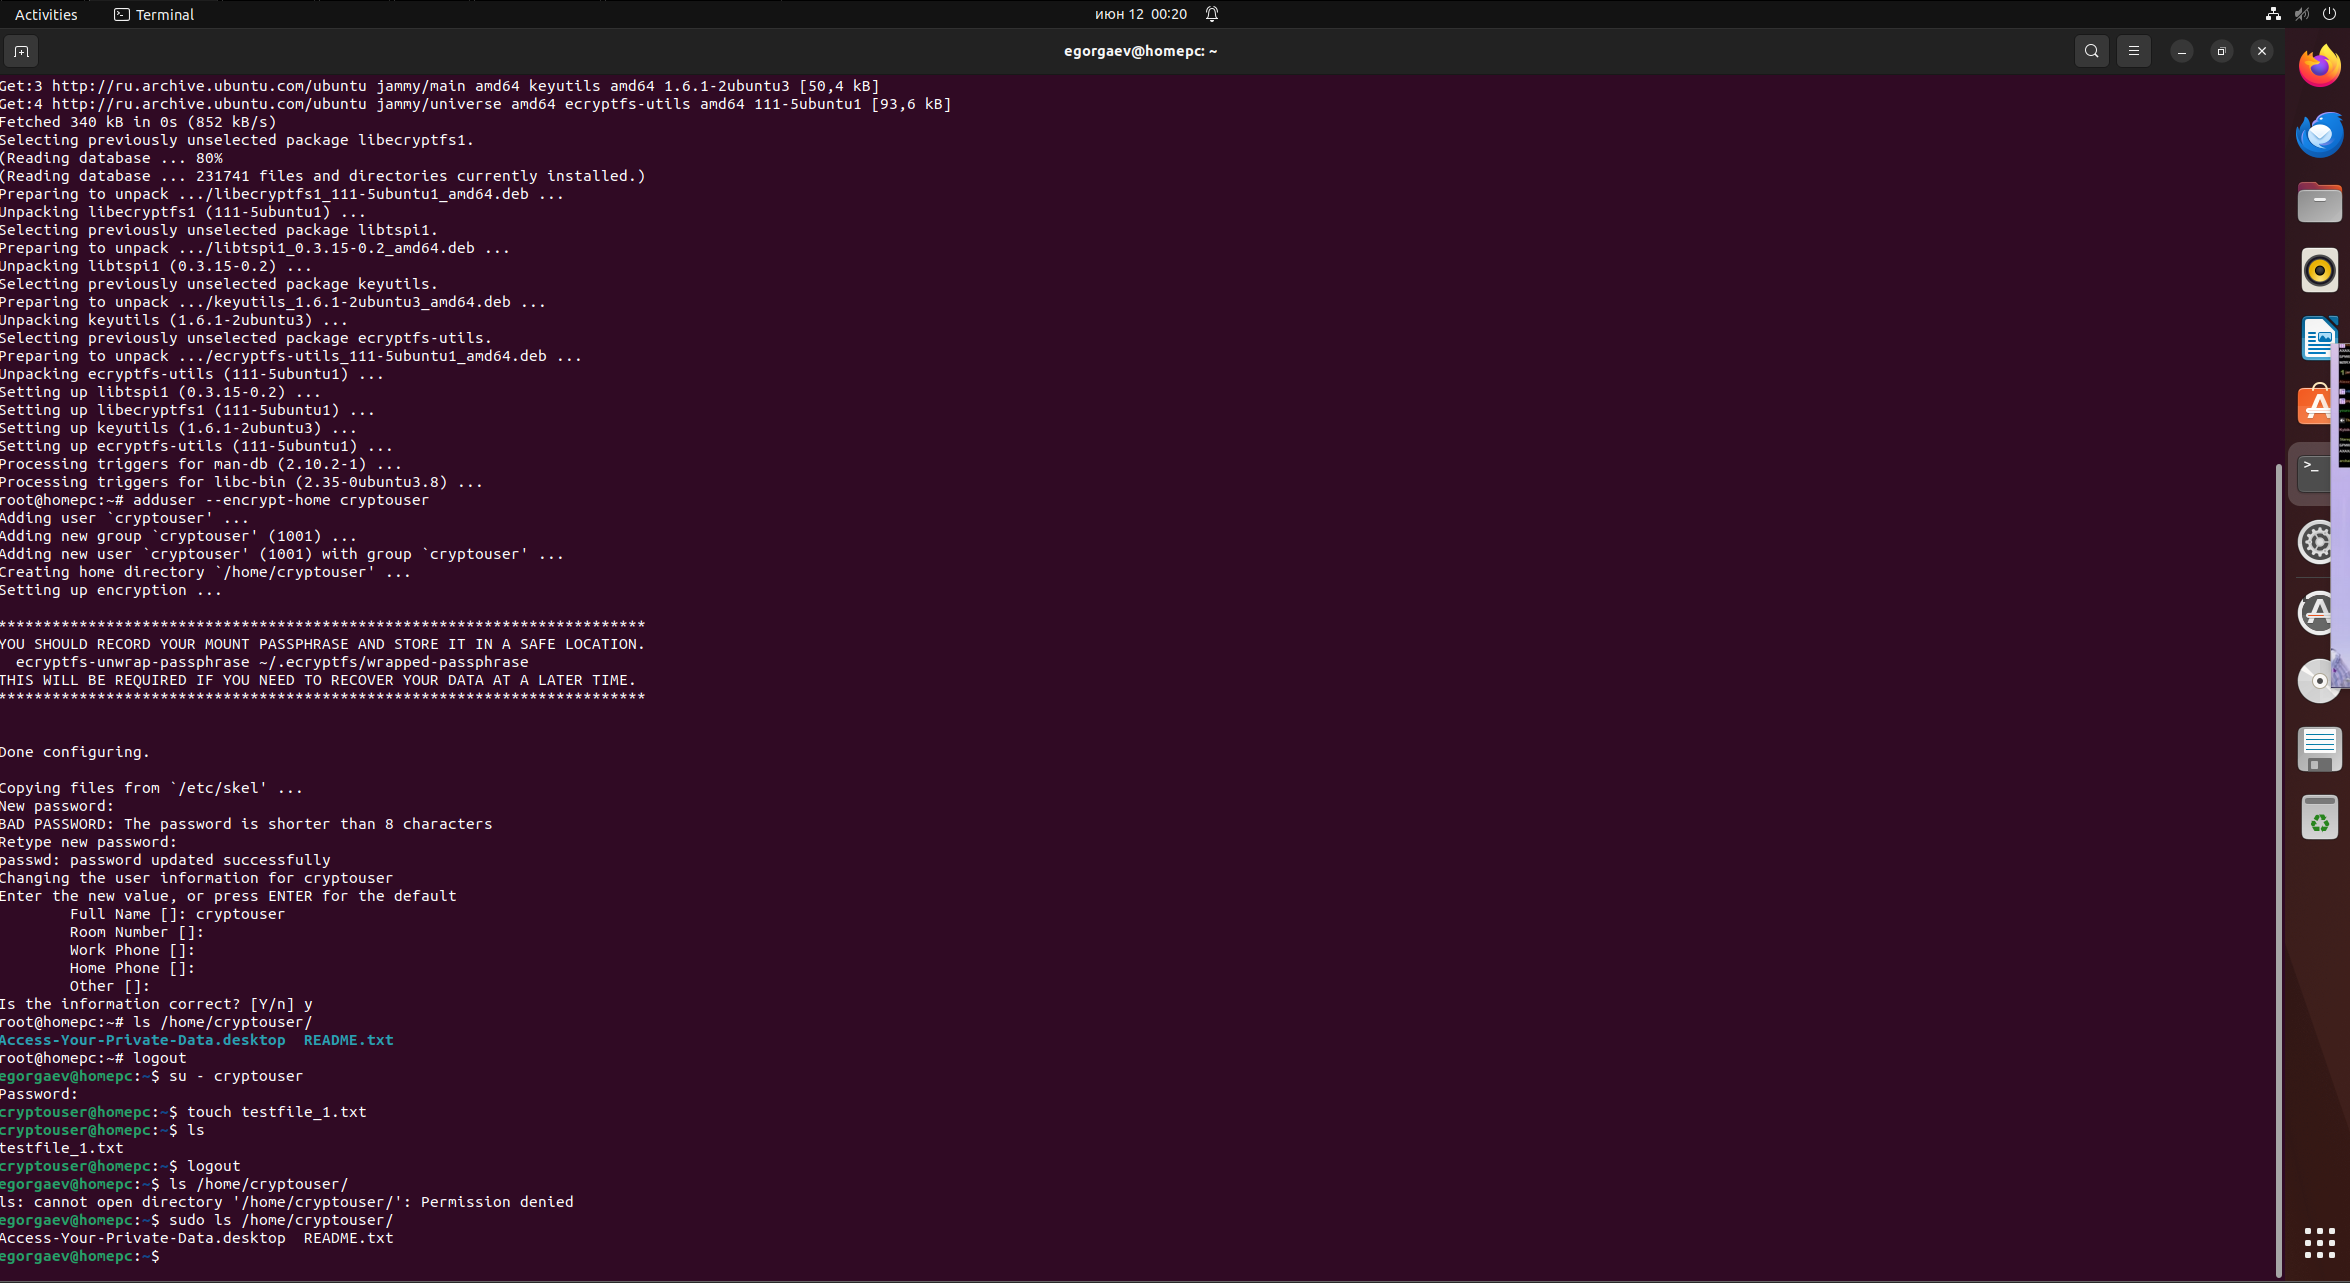 Activities Terminal июн 12 00:20
egorgaev@homepc: ~
Get:3 http://ru.archive.ubuntu.com/ubuntu jammy/main amd64 keyutils amd64 1.6.1-2ubuntu3 [50,4 kB]
Get:4 http://ru.archive.ubuntu.com/ubuntu jammy/universe amd64 ecryptfs-utils amd64 111-5ubuntu1 [93,6 kB]
Fetched 340 kB in 0s (852 kB/s)
Selecting previously unselected package libecryptfs1.
(Reading database ... 80%
(Reading database ... 231741 files and directories currently installed.)
Preparing to unpack .../libecryptfs1_111-5ubuntu1_amd64.deb ...
Unpacking libecryptfs1 (111-5ubuntu1) ...
Selecting previously unselected package libtspi1.
Preparing to unpack .../libtspi1_0.3.15-0.2_amd64.deb ...
Unpacking libtspi1 (0.3.15-0.2) ...
Selecting previously unselected package keyutils.
Preparing to unpack .../keyutils_1.6.1-2ubuntu3_amd64.deb ...
Unpacking keyutils (1.6.1-2ubuntu3) ...
Selecting previously unselected package ecryptfs-utils.
Preparing to unpack .../ecryptfs-utils_111-5ubuntu1_amd64.deb ...
Unpacking ecryptfs-utils (111-5ubuntu1) ...
Setting up libtspi1 (0.3.15-0.2) ...
Setting up libecryptfs1 (111-5ubuntu1) ...
Setting up keyutils (1.6.1-2ubuntu3) ...
Setting up ecryptfs-utils (111-5ubuntu1) ...
Processing triggers for man-db (2.10.2-1) ...
Processing triggers for libc-bin (2.35-0ubuntu3.8) ...
root@homepc:~# adduser --encrypt-home cryptouser
Adding user `cryptouser' ...
Adding new group `cryptouser' (1001) ...
Adding new user `cryptouser' (1001) with group `cryptouser' ...
Creating home directory `/home/cryptouser' ...
Setting up encryption ...
************************************************************************
YOU SHOULD RECORD YOUR MOUNT PASSPHRASE AND STORE IT IN A SAFE LOCATION.
  ecryptfs-unwrap-passphrase ~/.ecryptfs/wrapped-passphrase
THIS WILL BE REQUIRED IF YOU NEED TO RECOVER YOUR DATA AT A LATER TIME.
************************************************************************
Done configuring.
Copying files from `/etc/skel' ...
New password:
BAD PASSWORD: The password is shorter than 8 characters
Retype new password:
passwd: password updated successfully
Changing the user information for cryptouser
Enter the new value, or press ENTER for the default
        Full Name []: cryptouser
        Room Number []:
        Work Phone []:
        Home Phone []:
        Other []:
Is the information correct? [Y/n] y
root@homepc:~# ls /home/cryptouser/
Access-Your-Private-Data.desktop  README.txt
root@homepc:~# logout
egorgaev@homepc:~$ su - cryptouser
Password:
cryptouser@homepc:~$ touch testfile_1.txt
cryptouser@homepc:~$ ls
testfile_1.txt
cryptouser@homepc:~$ logout
egorgaev@homepc:~$ ls /home/cryptouser/
ls: cannot open directory '/home/cryptouser/': Permission denied
egorgaev@homepc:~$ sudo ls /home/cryptouser/
Access-Your-Private-Data.desktop  README.txt
egorgaev@homepc:~$